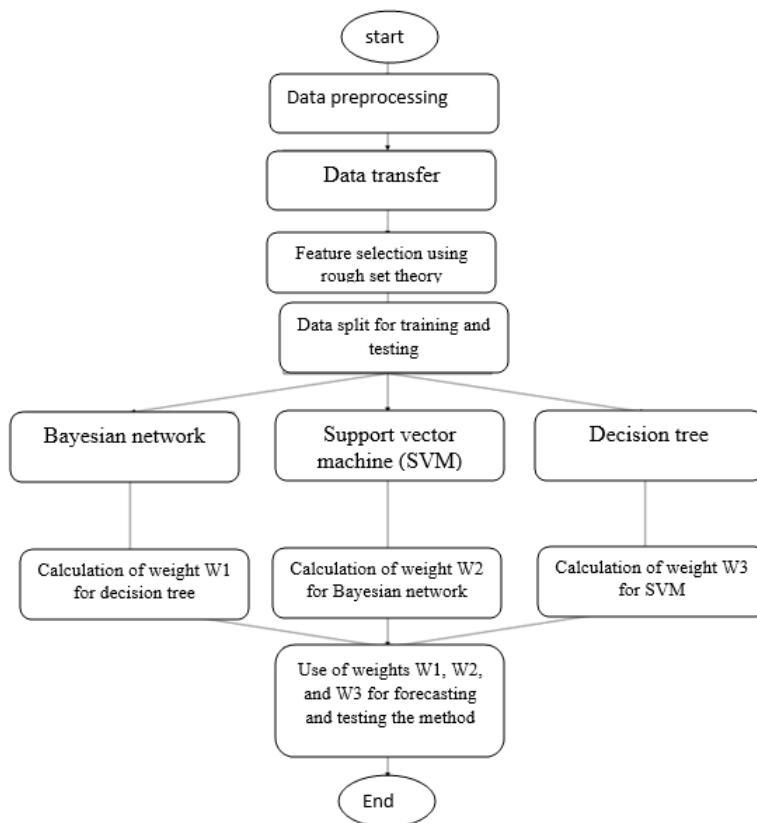 start
Data preprocessing
Data transfer
Feature selection using
rough set theory
Data split for training and
testing
Bayesian network
Support vector
machine (SVM)
Decision tree
Calculation of weight W1
for decision tree
Calculation of weight W2
for Bayesian network
Calculation of weight W3
for SVM
Use of weights W1, W2,
and W3 for forecasting
and testing the method
End